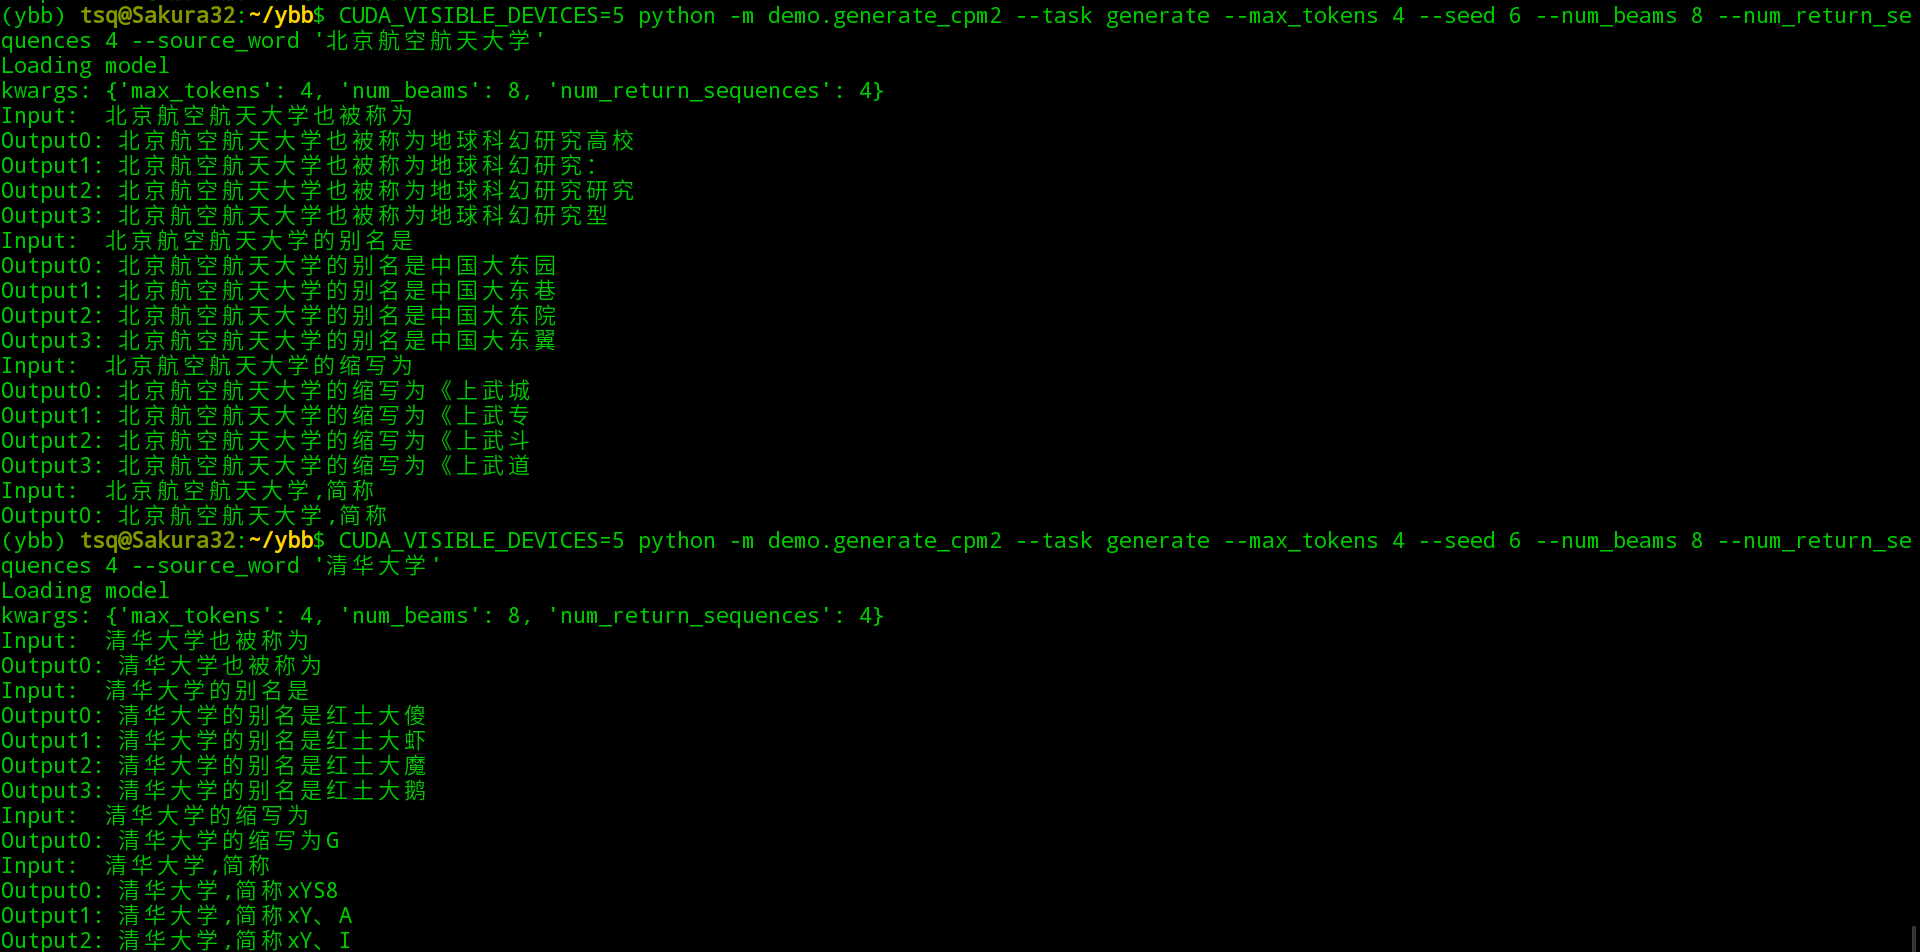 (ybb) tsq@Sakura32:~/ybb$ CUDA_VISIBLE_DEVICES=5 python -m demo.generate_cpm2 --task generate --max_tokens 4 --seed 6 --num_beams 8 --num_return_se
quences 4 --source_word '北京航空航天大学'
Loading model
kwargs: {'max_tokens': 4, 'num_beams': 8, 'num_return_sequences': 4}
Input:  北京航空航天大学也被称为
Output0: 北京航空航天大学也被称为地球科幻研究高校
Output1: 北京航空航天大学也被称为地球科幻研究：
Output2: 北京航空航天大学也被称为地球科幻研究研究
Output3: 北京航空航天大学也被称为地球科幻研究型
Input:  北京航空航天大学的别名是
Output0: 北京航空航天大学的别名是中国大东园
Output1: 北京航空航天大学的别名是中国大东巷
Output2: 北京航空航天大学的别名是中国大东院
Output3: 北京航空航天大学的别名是中国大东翼
Input:  北京航空航天大学的缩写为
Output0: 北京航空航天大学的缩写为《上武城
Output1: 北京航空航天大学的缩写为《上武专
Output2: 北京航空航天大学的缩写为《上武斗
Output3: 北京航空航天大学的缩写为《上武道
Input:  北京航空航天大学,简称
Output0: 北京航空航天大学,简称
(ybb) tsq@Sakura32:~/ybb$ CUDA_VISIBLE_DEVICES=5 python -m demo.generate_cpm2 --task generate --max_tokens 4 --seed 6 --num_beams 8 --num_return_se
quences 4 --source_word '清华大学'
Loading model
kwargs: {'max_tokens': 4, 'num_beams': 8, 'num_return_sequences': 4}
Input:  清华大学也被称为
Output0: 清华大学也被称为
Input:  清华大学的别名是
Output0: 清华大学的别名是红土大傻
Output1: 清华大学的别名是红土大虾
Output2: 清华大学的别名是红土大魔
Output3: 清华大学的别名是红土大鹅
Input:  清华大学的缩写为
Output0: 清华大学的缩写为G
Input:  清华大学,简称
Output0: 清华大学,简称xYS8
Output1: 清华大学,简称xY、A
Output2: 清华大学,简称xY、I